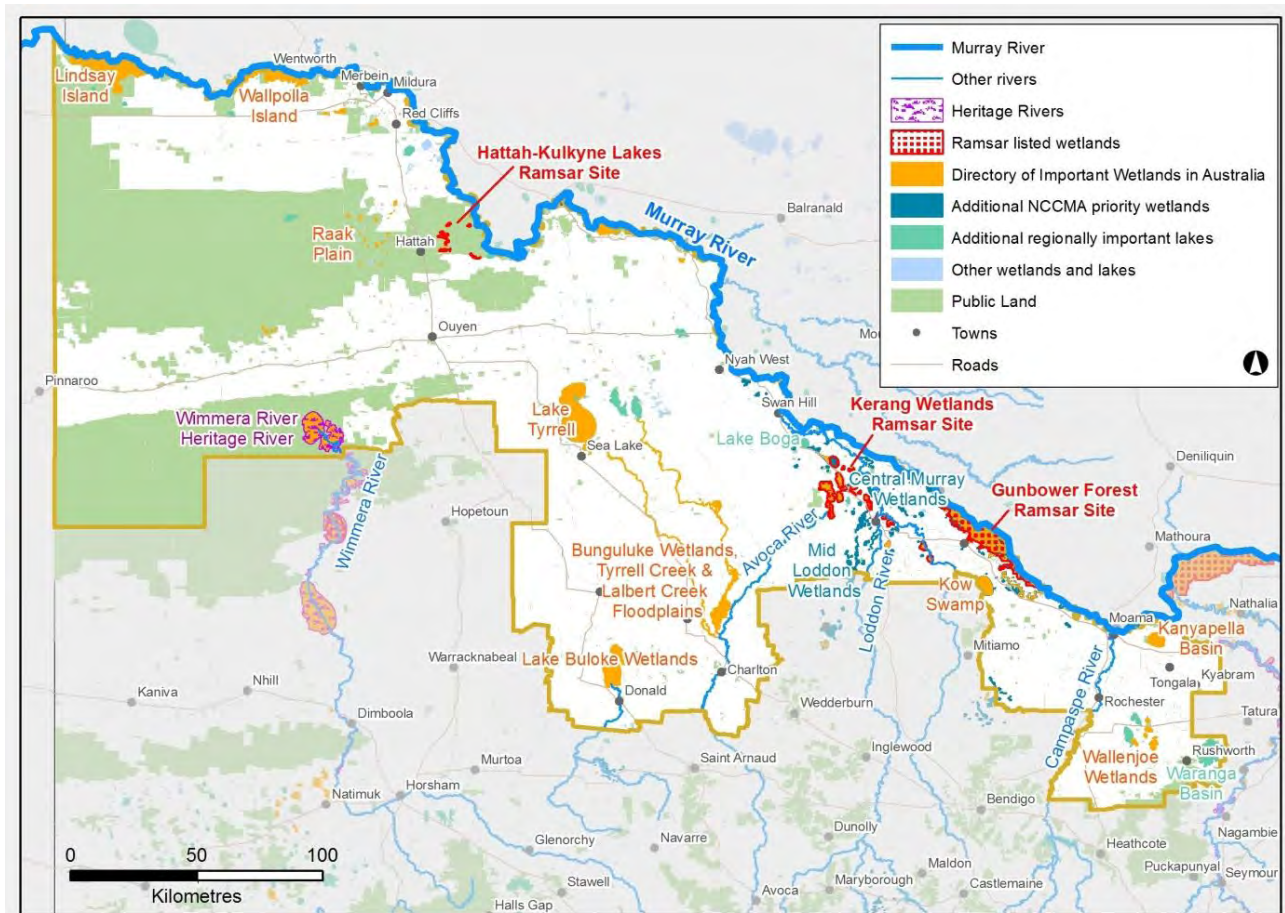 Murray River
Other rivers
Heritage Rivers
Ramsar listed wetlands
Directory of Important Wetlands in Australia
Additional NCCMA priority wetlands
Additional regionally important lakes
Other wetlands and lakes
Public Land
Towns
Roads
Lindsay
Island
Wentworth
Merbein
Mildura
Wallpolla
Island
Red Cliffs
Hattah-Kulkyne Lakes
Ramsar Site
Murray River
Balranald
Raak
Plain
Hattah
Ouyen
Pinnaroo
Nyah West
Swan Hill
Wimmera River
Heritage River
Lake
Tyrrell
Sea Lake
Lake Boga
Kerang Wetlands
Ramsar Site
Central Murray
Wetlands
Deniliquin
Gunbower Forest
Ramsar Site
Mathoura
Hopetoun
Wimmera River
Avoca River
Bunguluke Wetlands,
Tyrrell Creek &
Lalbert Creek
Floodplains
Mid
Loddon
Wetlands
Loddon River
Kow
Swamp
Moama
Nathalia
Kanyapella
Basin
Mitiamo
Tongala
Kyabram
Warracknabeal
Lake Buloke Wetlands
Charlton
Donald
Wedderburn
Campaspe River
Rochester
Tatura
Kaniva
Nhill
Dimboola
Saint Arnaud
Inglewood
Wallenjoe
Wetlands
Rushworth
Waranga
Basin
Murtoa
Natimuk
Horsham
Bendigo
Nagambie
Glenorchy
Navarre
Dunolly
Heathcote
Maldon
Puckapunyal
Seymour
Stawell
Halls Gap
Avoca
Maryborough
Castlemaine
0 50 100
Kilometres